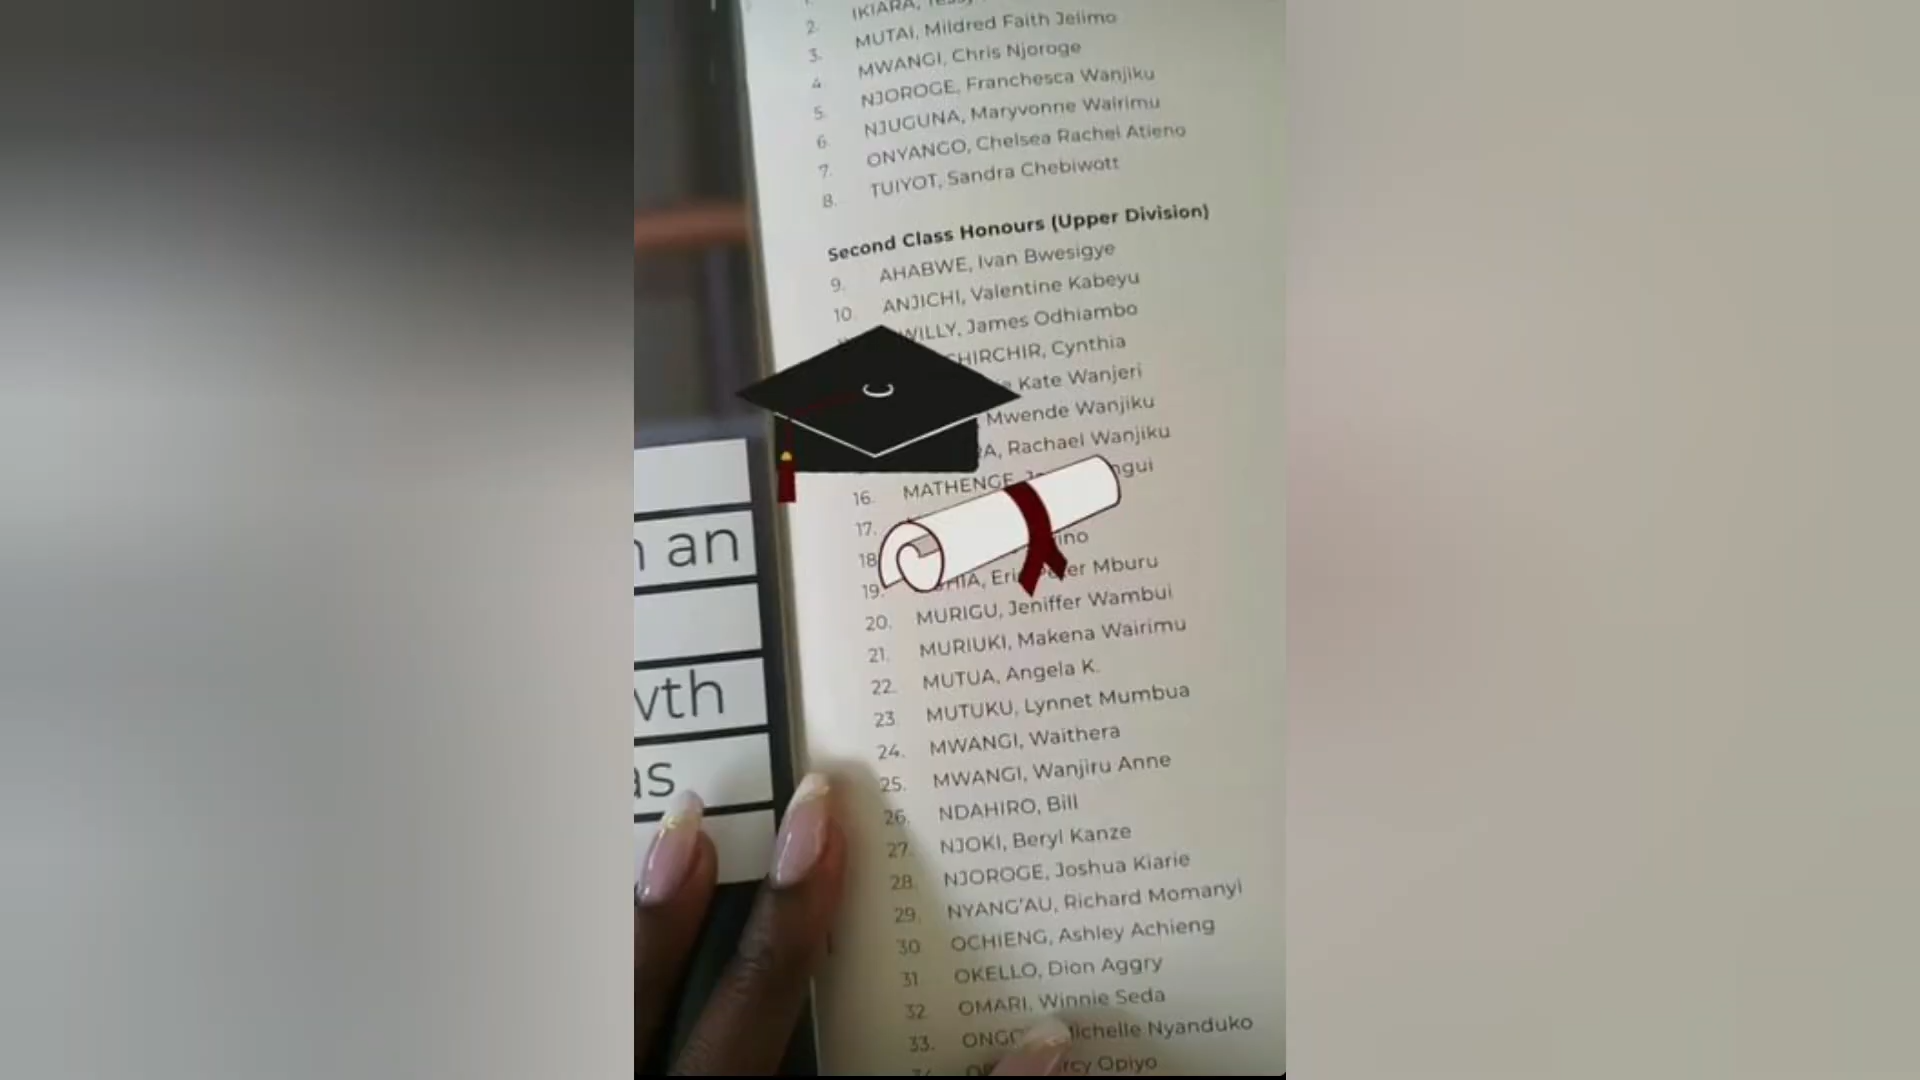 2. IKIARA,
3. MUTAI, Mildred Faith Jelimo
4. MWANGI, Chris Njoroge
5. NJOROGE, Franchesca Wanjiku
6. NJUGUNA, Maryvonne Wairimu
7. ONYANGO, Chelsea Rachel Atieno
8. TUIYOT, Sandra Chebiwott
Second Class Honours (Upper Division)
9. AHABWE, Ivan Bwesigye
10. ANJICHI, Valentine Kabeyu
James Odhiambo
CHIRCHIR, Cynthia
Kate Wanjeri
Mwende Wanjiku
Rachael Wanjiku
16. MATHENGE,
17.
18
19. Mburu
20. MURIGU, Jeniffer Wambui
21. MURIUKI, Makena Wairimu
22. MUTUA, Angela K.
23 MUTUKU, Lynnet Mumbua
24. MWANGI, Waithera
25. MWANGI, Wanjiru Anne
26. NDAHIRO, Bill
27. NJOKI, Beryl Kanze
28. NJOROGE, Joshua Kiarie
29. NYANG'AU, Richard Momanyi
30 OCHIENG, Ashley Achieng
31. OKELLO, Dion Aggry
32. OMARI, Winnie Seda
33. Michelle Nyanduko
Opiyo
an